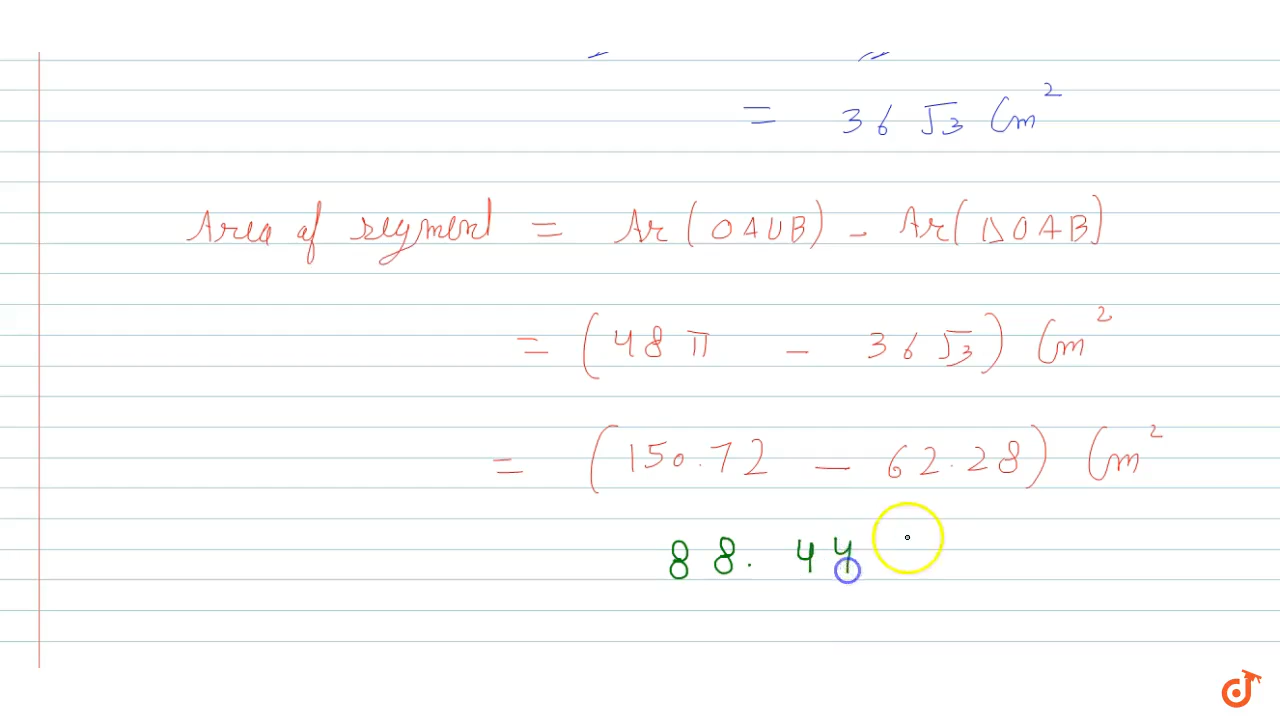 = 36√3 Cm²
Area of segment = Ar(OAUB) - Ar(ΔOAB)
= (48π - 36√3) Cm²
= (150.72 - 62.28) Cm²
88.44